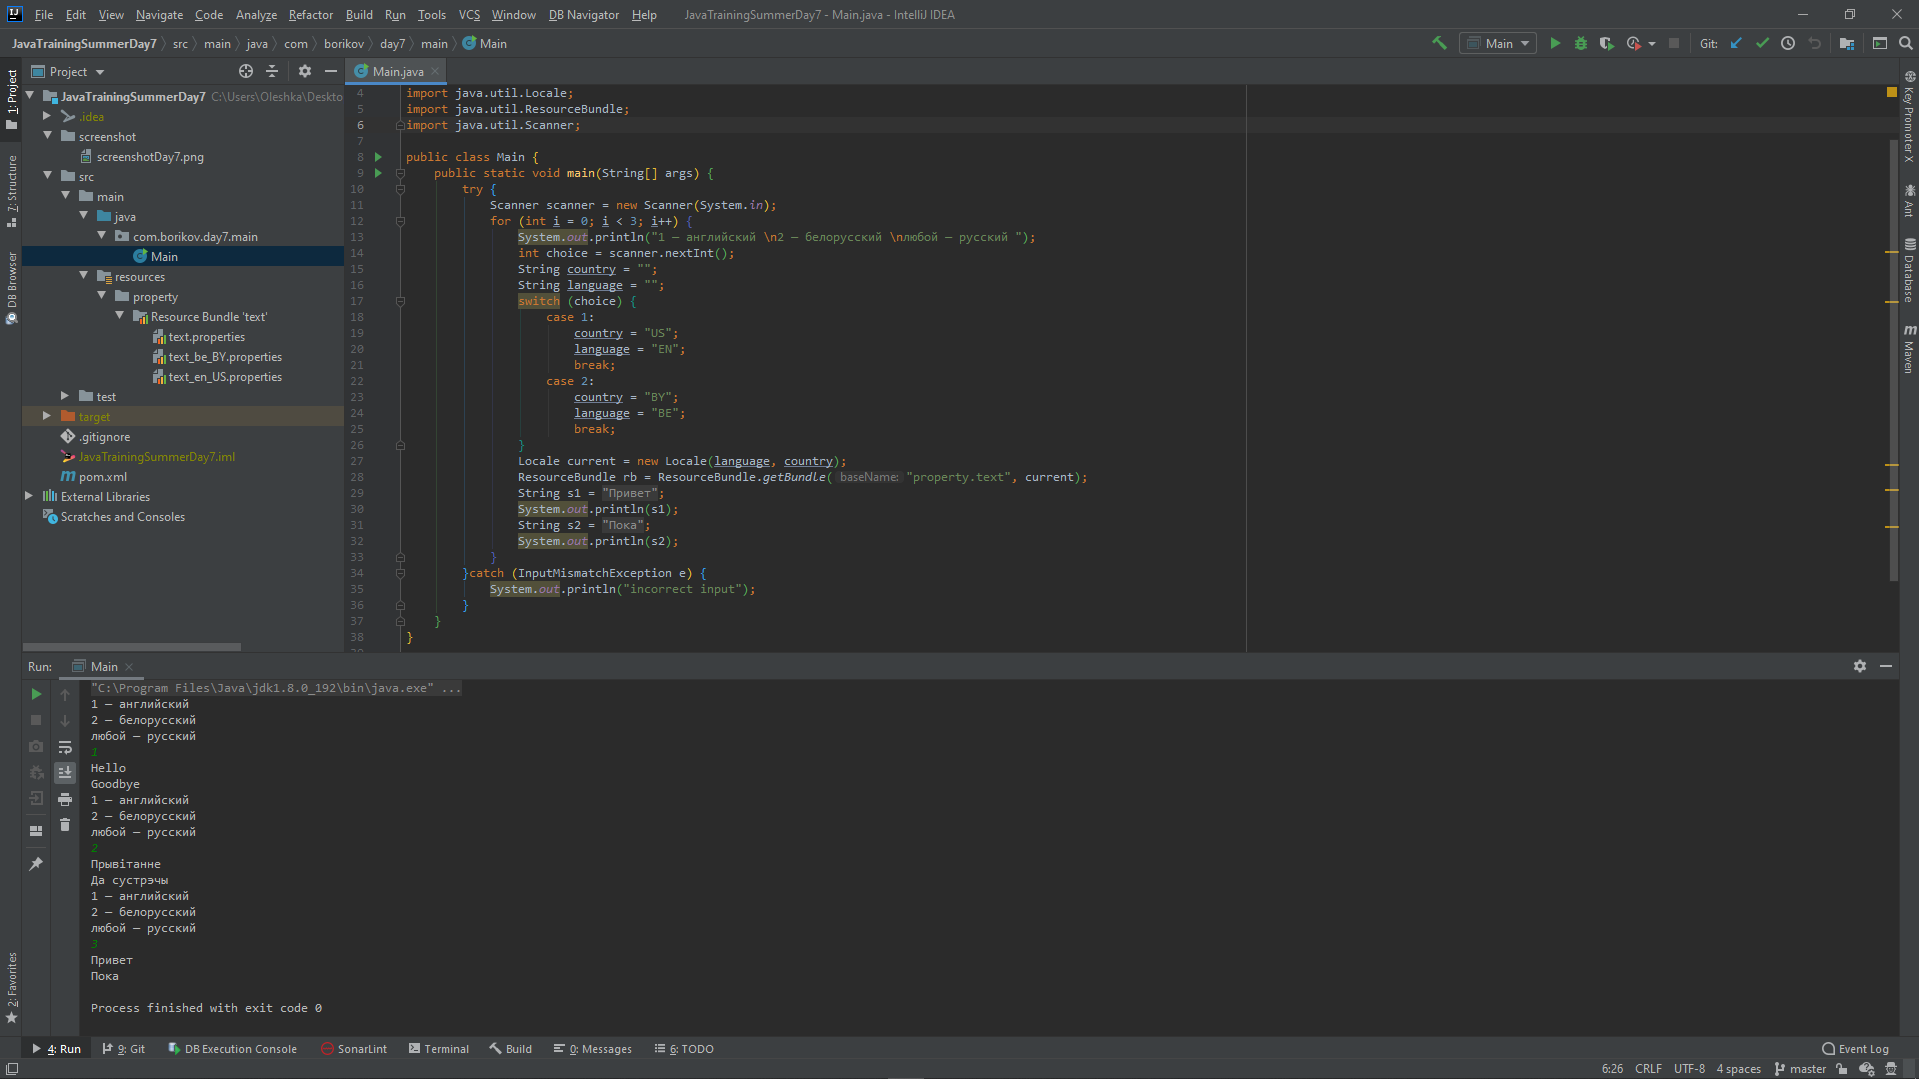 File Edit View Navigate Code Analyze Refactor Build Run Tools VCS Window DB Navigator Help JavaTrainingSummerDay7 - Main.java - IntelliJ IDEA
JavaTrainingSummerDay7 src main java com borikov day7 main Main
Main Git:
Project
Main.java
1: Project
7: Structure
DB Browser
2: Favorites
JavaTrainingSummerDay7 C:\Users\Oleshka\Deskto
.idea
screenshot
screenshotDay7.png
src
main
java
com.borikov.day7.main
Main
resources
property
Resource Bundle 'text'
text.properties
text_be_BY.properties
text_en_US.properties
test
target
.gitignore
JavaTrainingSummerDay7.iml
pom.xml
External Libraries
Scratches and Consoles
4 import java.util.Locale;
5 import java.util.ResourceBundle;
6 import java.util.Scanner;
7
8 public class Main {
9 public static void main(String[] args) {
10 try {
11 Scanner scanner = new Scanner(System.in);
12 for (int i = 0; i < 3; i++) {
13 System.out.println("1 – английский \n2 – белорусский \nлюбой – русский ");
14 int choice = scanner.nextInt();
15 String country = "";
16 String language = "";
17 switch (choice) {
18 case 1:
19 country = "US";
20 language = "EN";
21 break;
22 case 2:
23 country = "BY";
24 language = "BE";
25 break;
26 }
27 Locale current = new Locale(language, country);
28 ResourceBundle rb = ResourceBundle.getBundle( baseName: "property.text", current);
29 String s1 = "Привет";
30 System.out.println(s1);
31 String s2 = "Пока";
32 System.out.println(s2);
33 }
34 }catch (InputMismatchException e) {
35 System.out.println("incorrect input");
36 }
37 }
38 }
Key Promoter X
Ant
Database
Maven
Run: Main
"C:\Program Files\Java\jdk1.8.0_192\bin\java.exe" ...
1 – английский
2 – белорусский
любой – русский
1
Hello
Goodbye
1 – английский
2 – белорусский
любой – русский
2
Прывітанне
Да сустрэчы
1 – английский
2 – белорусский
любой – русский
3
Привет
Пока
Process finished with exit code 0
4: Run 9: Git DB Execution Console SonarLint Terminal Build 0: Messages 6: TODO Event Log
6:26 CRLF UTF-8 4 spaces master